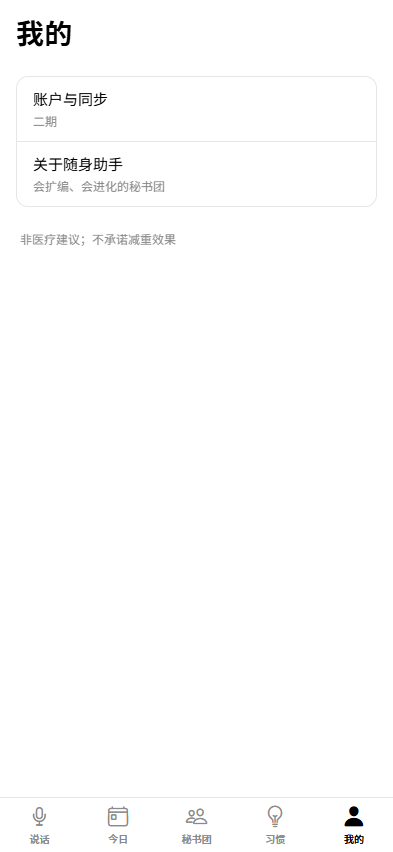 我的
账户与同步
二期
关于随身助手
会扩编、会进化的秘书团
非医疗建议；不承诺减重效果
说话
今日
秘书团
习惯
我的